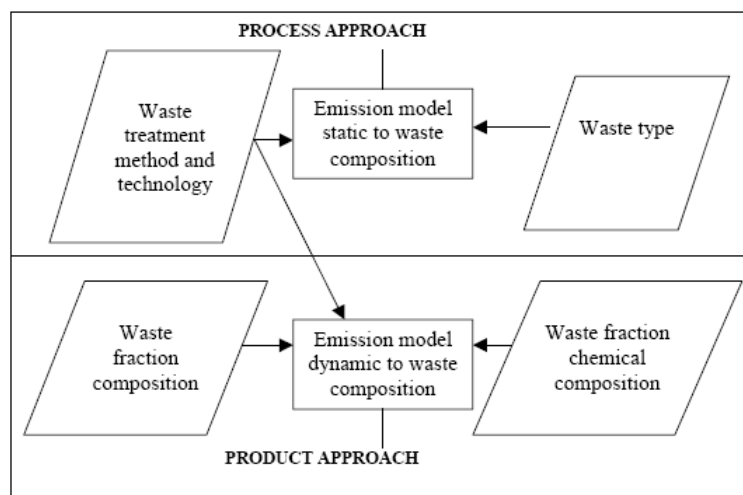 PROCESS APPROACH
Waste
treatment
method and
technology
Emission model
static to waste
composition
Waste type
Waste
fraction
composition
Emission model
dynamic to waste
composition
Waste fraction
chemical
composition
PRODUCT APPROACH